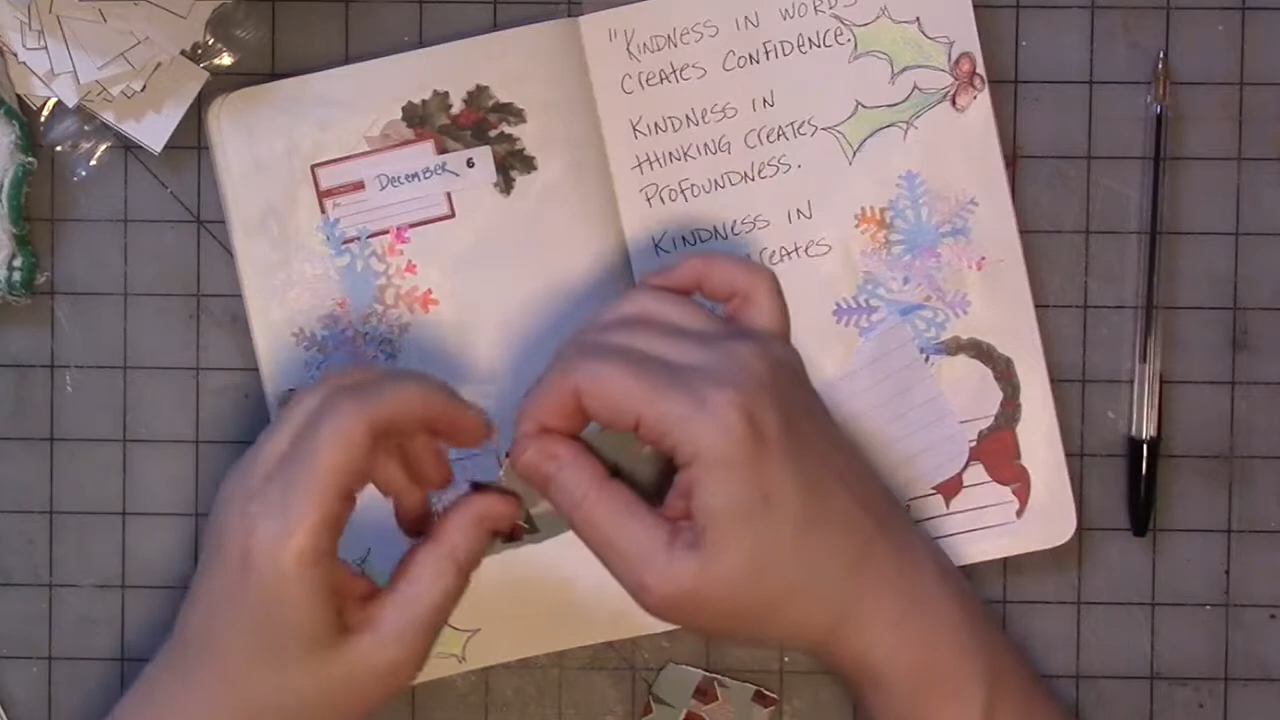 December 6
"KINDNESS IN WORDS
CREATES CONFIDENCE.
KINDNESS IN
THINKING CREATES
PROFOUNDNESS.
KINDNESS IN
CREATES